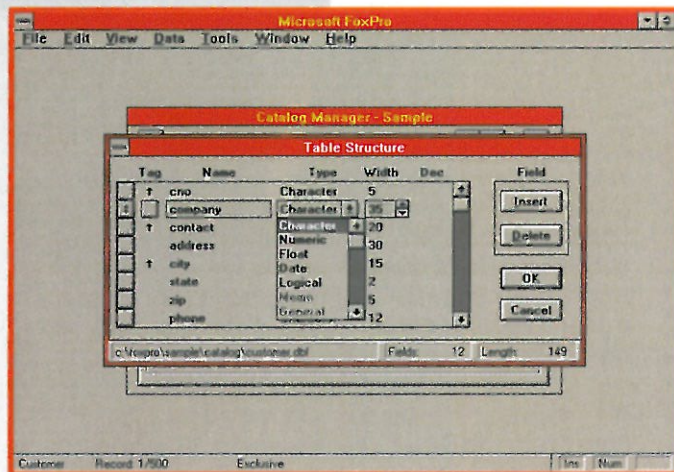 Microsoft FoxPro
File Edit View Data Tools Window Help
Catalog Manager - Sample
Table Structure
Tag Name Type Width Dec Field
↑ cno Character 5
company Character 35 Insert
↑ contact Character 20
address Numeric 30 Delete
↑ city Float 15
state Date 2 OK
zip Logical 5
phone Memo 12 Cancel
General
c:\foxpro\sample\catalog\customer.dbf Fields: 12 Length: 149
Customer Record: 1/500 Exclusive Ins Num